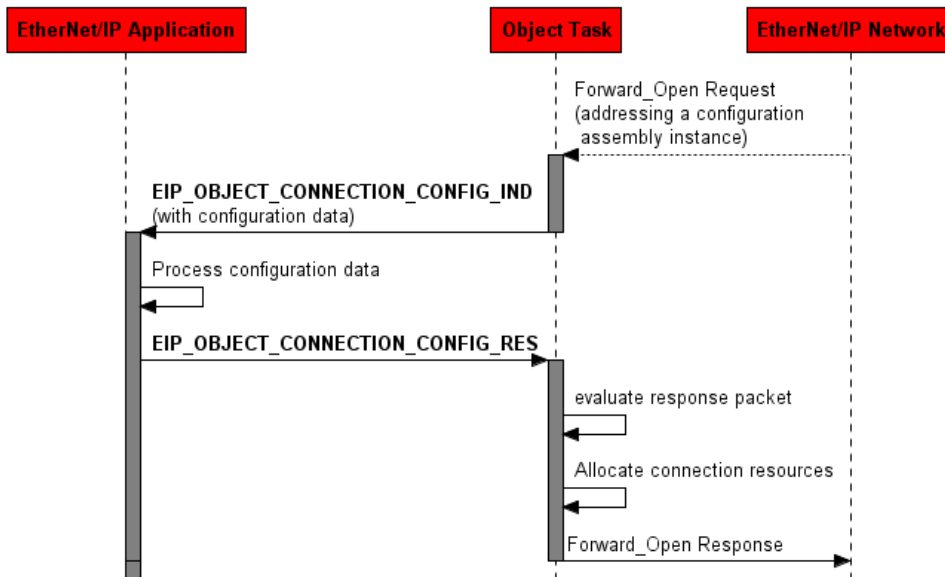 EtherNet/IP Application
Object Task
EtherNet/IP Network
Forward_Open Request
(addressing a configuration
assembly instance)
EIP_OBJECT_CONNECTION_CONFIG_IND
(with configuration data)
Process configuration data
EIP_OBJECT_CONNECTION_CONFIG_RES
evaluate response packet
Allocate connection resources
Forward_Open Response